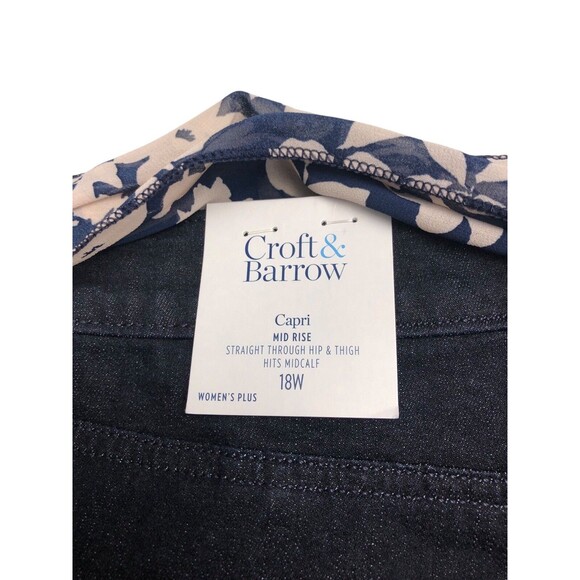 Croft&
Barrow
Capri
MID RISE
STRAIGHT THROUGH HIP & THIGH
HITS MIDCALF
18W
WOMEN'S PLUS